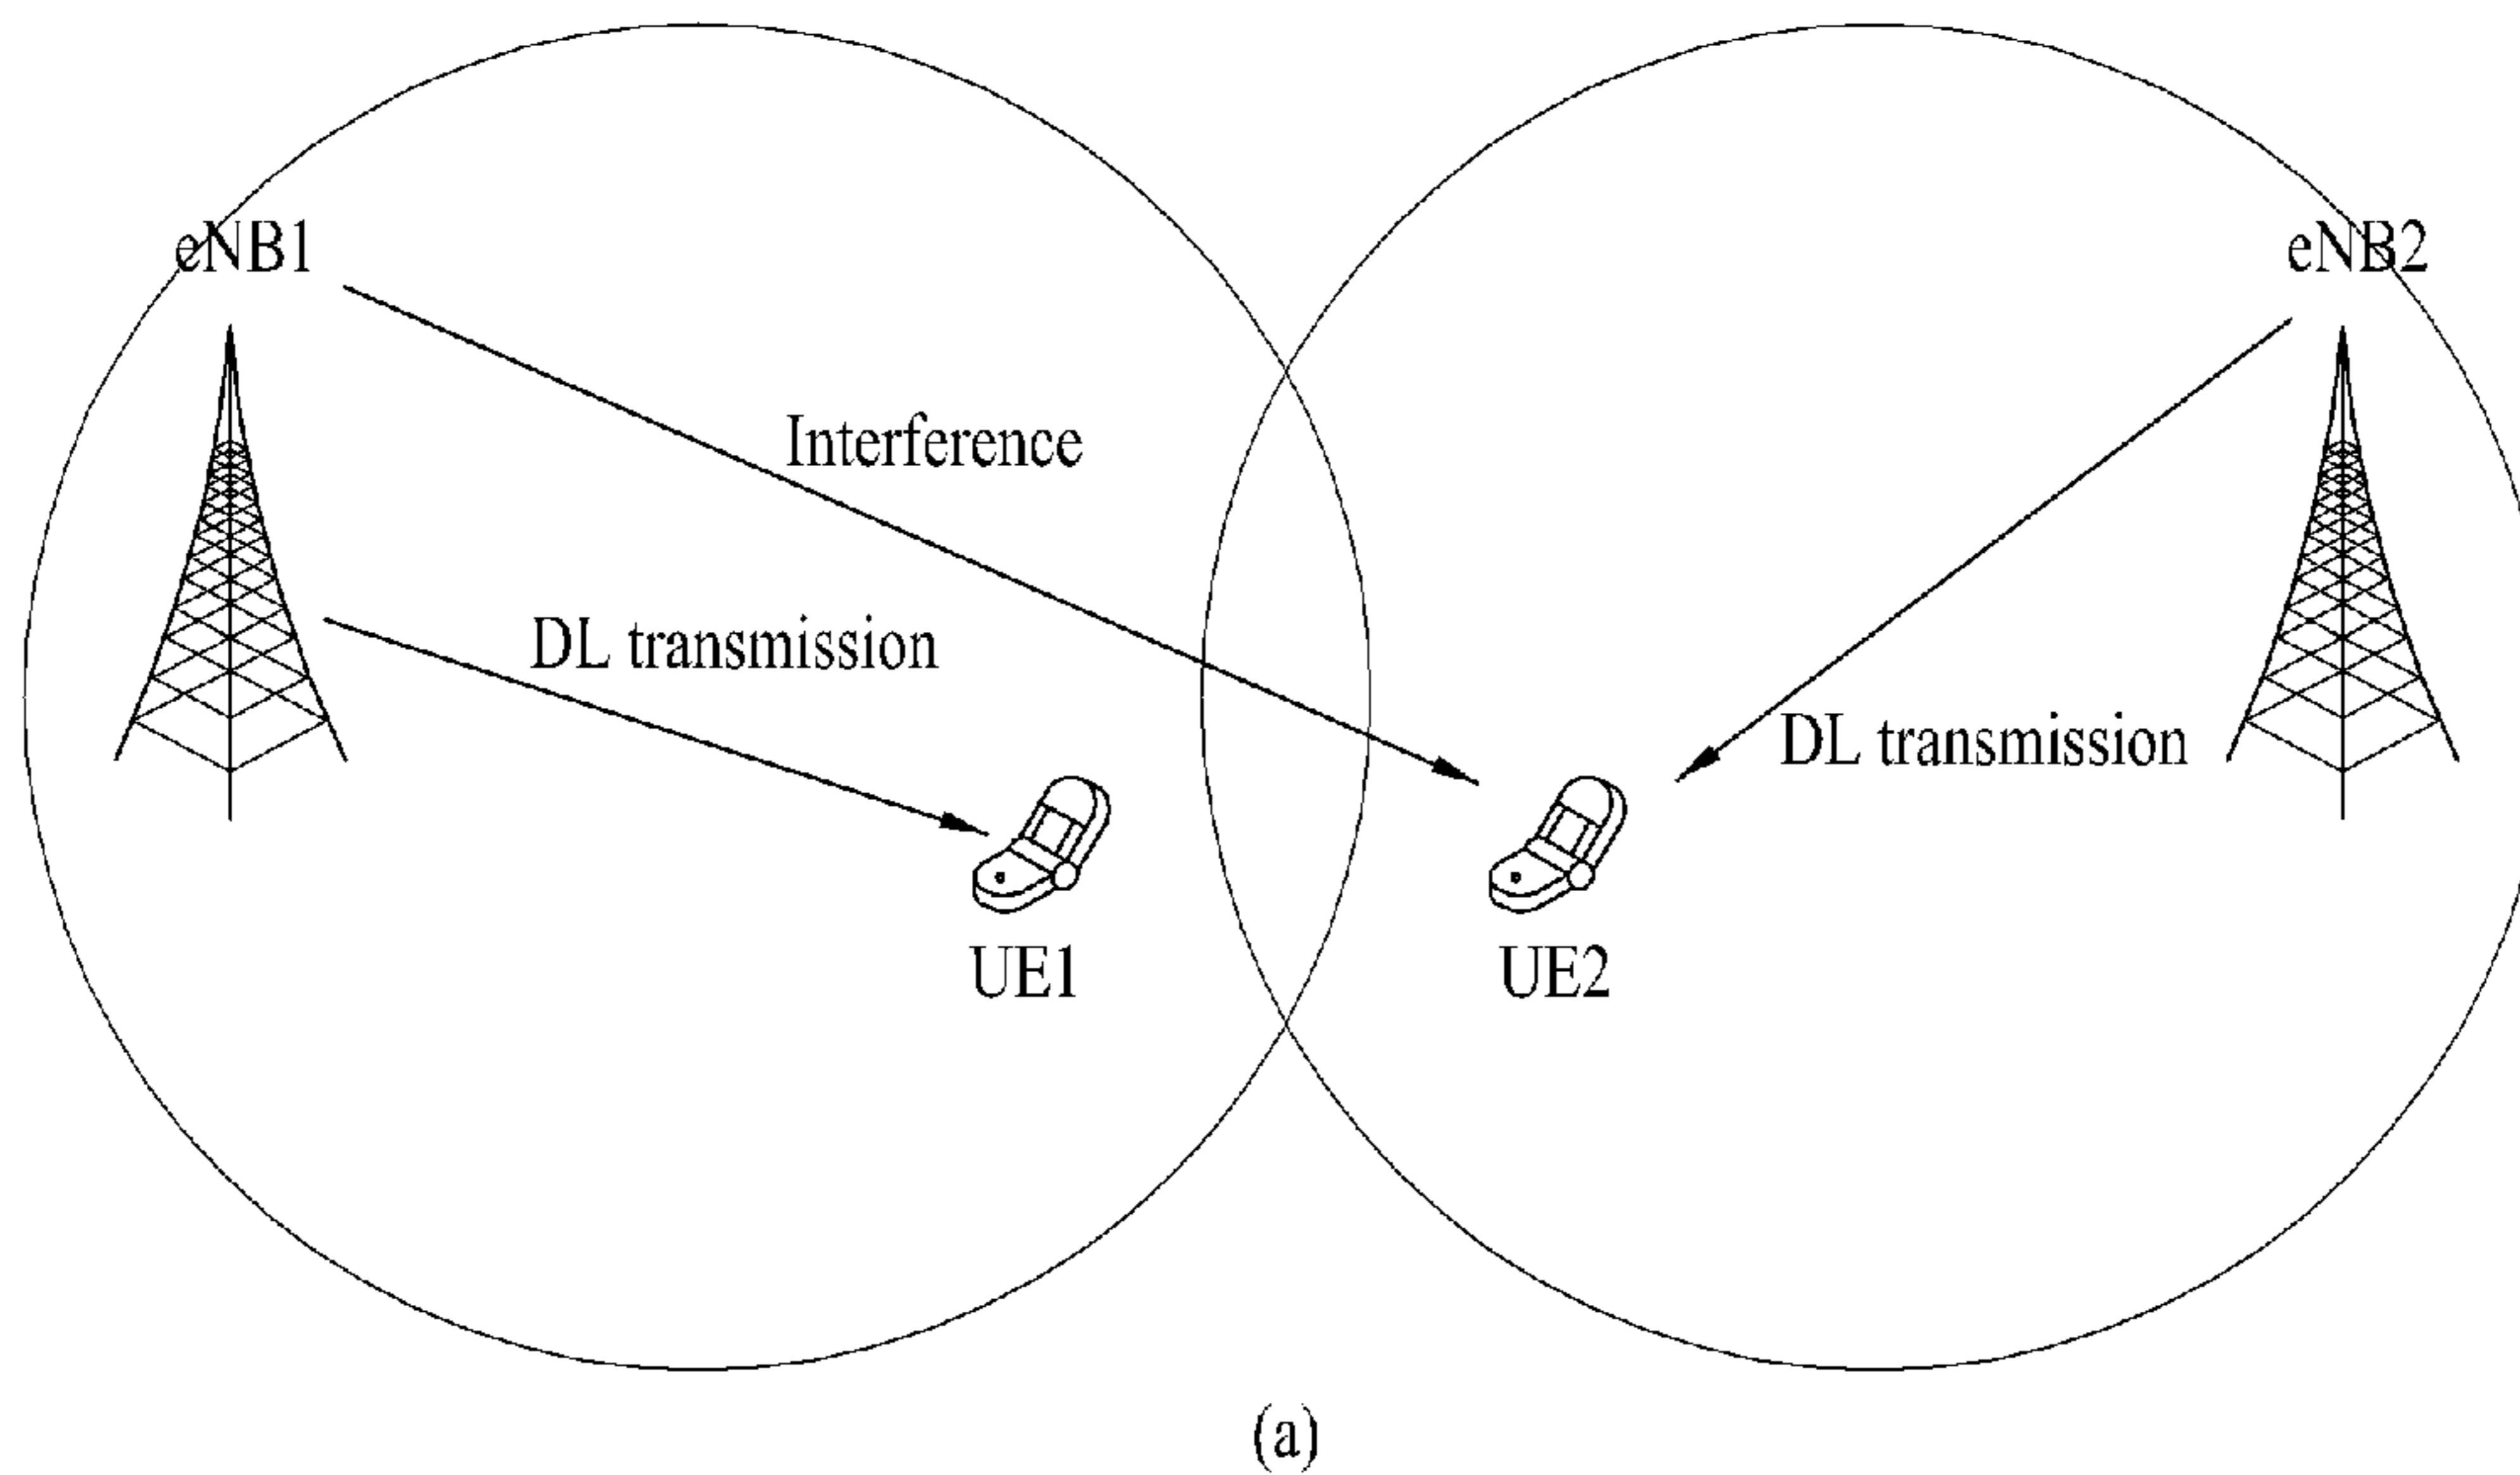 eNB1
eNB2
Interference
DL transmission
DL transmission
UE1
UE2
(a)